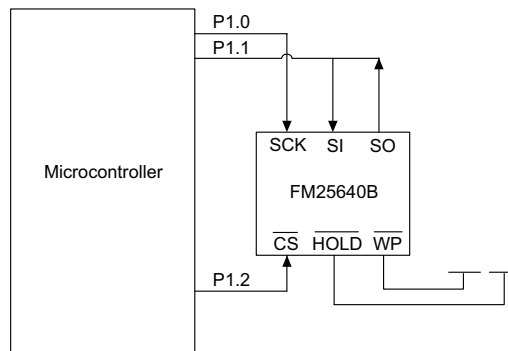 P1.0
P1.1
SCK SI SO
Microcontroller
FM25640B
CS HOLD WP
P1.2